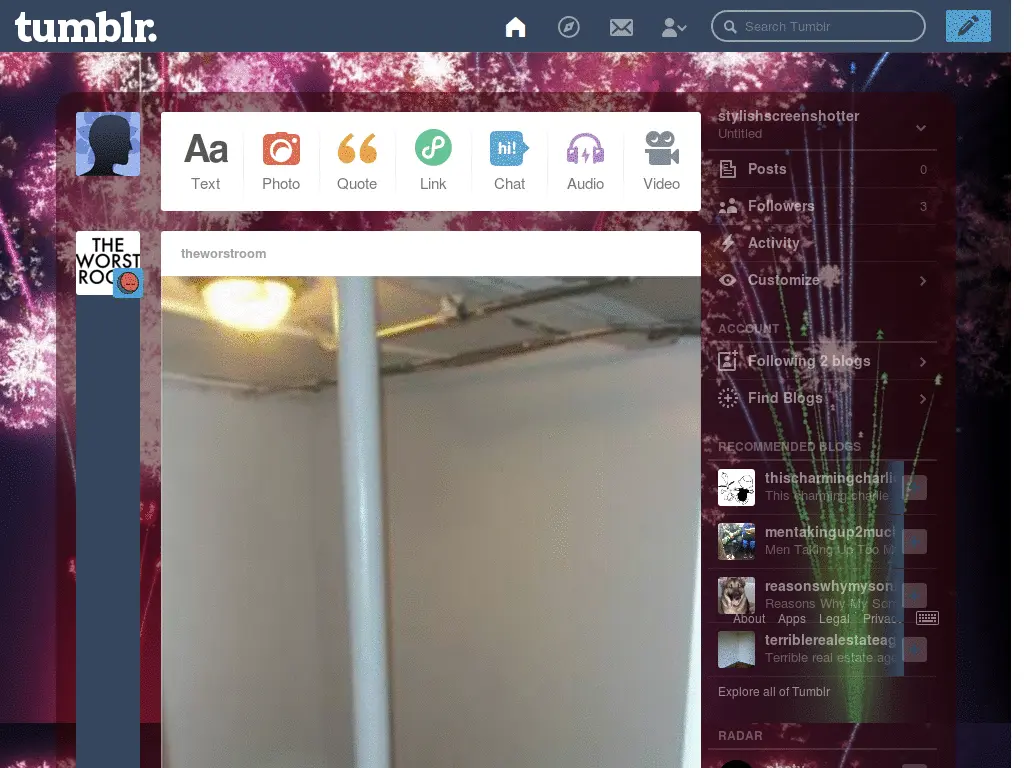 tumblr.
Search Tumblr
Aa
hi!
Text
Photo
Quote
Link
Chat
Audio
Video
THE
WORST
theworstroom
stylishscreenshotter
Untitled
Posts
0
Followers
3
Activity
Customize
ACCOUNT
Following 2 blogs
Find Blogs
RECOMMENDED BLOGS
thischarmingcharli
This charming charlie
mentakingup2muc
Men Taking Up Too M
reasonswhymyson
Reasons Why My Son
About Apps Legal Privac
terriblerealestateag
Terrible real estate age
Explore all of Tumblr
RADAR